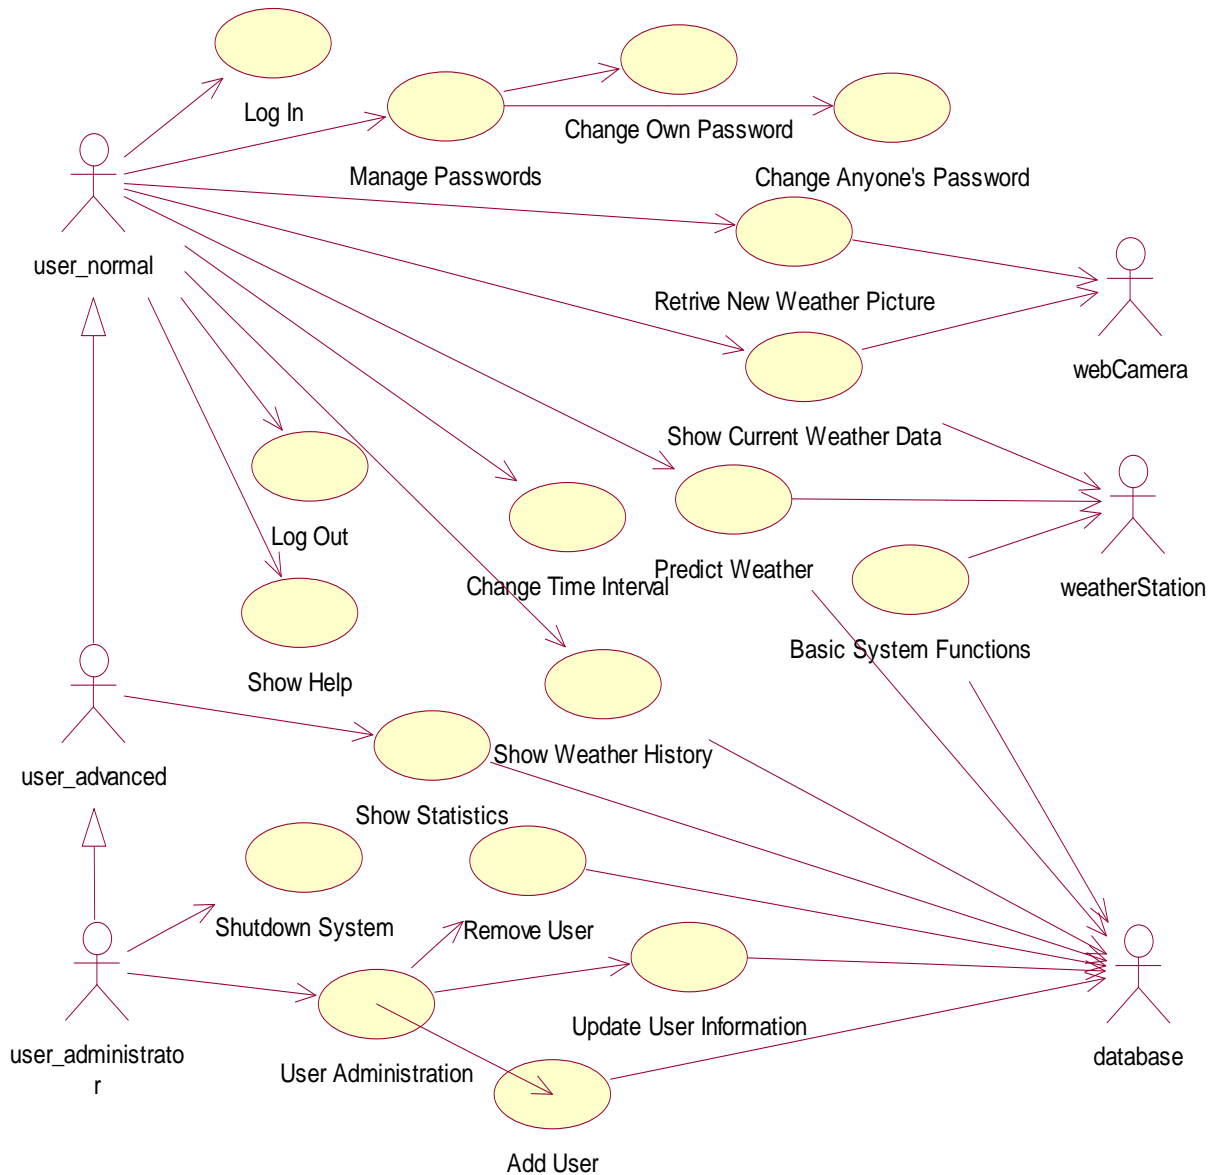 Log In
Change Own Password
Manage Passwords
Change Anyone's Password
user_normal
Retrive New Weather Picture
webCamera
Show Current Weather Data
Log Out
Predict Weather
Change Time Interval
weatherStation
Basic System Functions
Show Help
Show Weather History
user_advanced
Show Statistics
Shutdown System
Remove User
Update User Information
user_administrato
r
User Administration
database
Add User